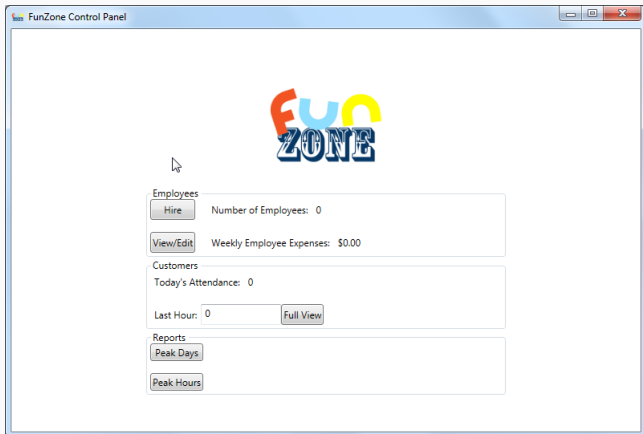 FunZone Control Panel
fun
ZONE
Employees
Hire Number of Employees: 0
View/Edit Weekly Employee Expenses: $0.00
Customers
Today's Attendance: 0
Last Hour: 0 Full View
Reports
Peak Days
Peak Hours